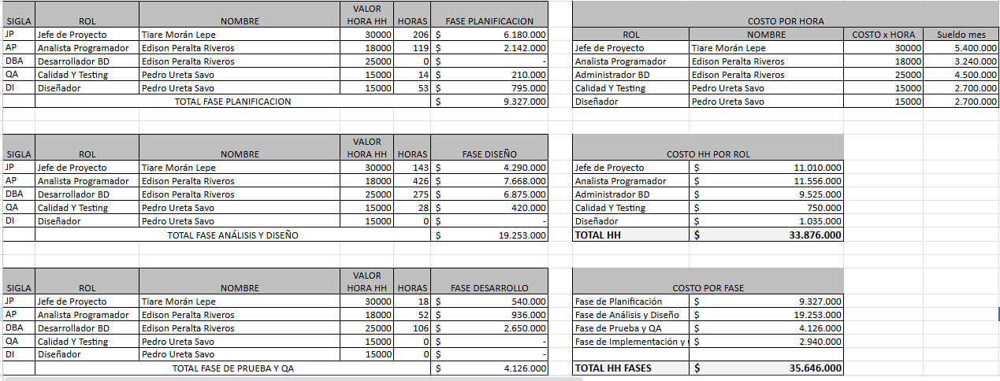 SIGLA ROL NOMBRE VALOR HORA HH HORAS FASE PLANIFICACION
JP Jefe de Proyecto Tiare Morán Lepe 30000 206 $ 6.180.000
AP Analista Programador Edison Peralta Riveros 18000 119 $ 2.142.000
DBA Desarrollador BD Edison Peralta Riveros 25000 0 $ -
QA Calidad Y Testing Pedro Ureta Savo 15000 14 $ 210.000
DI Diseñador Pedro Ureta Savo 15000 53 $ 795.000
TOTAL FASE PLANIFICACION $ 9.327.000
COSTO POR HORA
ROL NOMBRE COSTO x HORA Sueldo mes
Jefe de Proyecto Tiare Morán Lepe 30000 5.400.000
Analista Programador Edison Peralta Riveros 18000 3.240.000
Administrador BD Edison Peralta Riveros 25000 4.500.000
Calidad Y Testing Pedro Ureta Savo 15000 2.700.000
Diseñador Pedro Ureta Savo 15000 2.700.000
SIGLA ROL NOMBRE VALOR HORA HH HORAS FASE DISEÑO
JP Jefe de Proyecto Tiare Morán Lepe 30000 143 $ 4.290.000
AP Analista Programador Edison Peralta Riveros 18000 426 $ 7.668.000
DBA Desarrollador BD Edison Peralta Riveros 25000 275 $ 6.875.000
QA Calidad Y Testing Pedro Ureta Savo 15000 28 $ 420.000
DI Diseñador Pedro Ureta Savo 15000 0 $ -
TOTAL FASE ANÁLISIS Y DISEÑO $ 19.253.000
COSTO HH POR ROL
Jefe de Proyecto $ 11.010.000
Analista Programador $ 11.556.000
Administrador BD $ 9.525.000
Calidad Y Testing $ 750.000
Diseñador $ 1.035.000
TOTAL HH $ 33.876.000
SIGLA ROL NOMBRE VALOR HORA HH HORAS FASE DESARROLLO
JP Jefe de Proyecto Tiare Morán Lepe 30000 18 $ 540.000
AP Analista Programador Edison Peralta Riveros 18000 52 $ 936.000
DBA Desarrollador BD Edison Peralta Riveros 25000 106 $ 2.650.000
QA Calidad Y Testing Pedro Ureta Savo 15000 0 $ -
DI Diseñador Pedro Ureta Savo 15000 0 $ -
TOTAL FASE DE PRUEBA Y QA $ 4.126.000
COSTO POR FASE
Fase de Planificación $ 9.327.000
Fase de Análisis y Diseño $ 19.253.000
Fase de Prueba y QA $ 4.126.000
Fase de Implementación y $ 2.940.000
TOTAL HH FASES $ 35.646.000